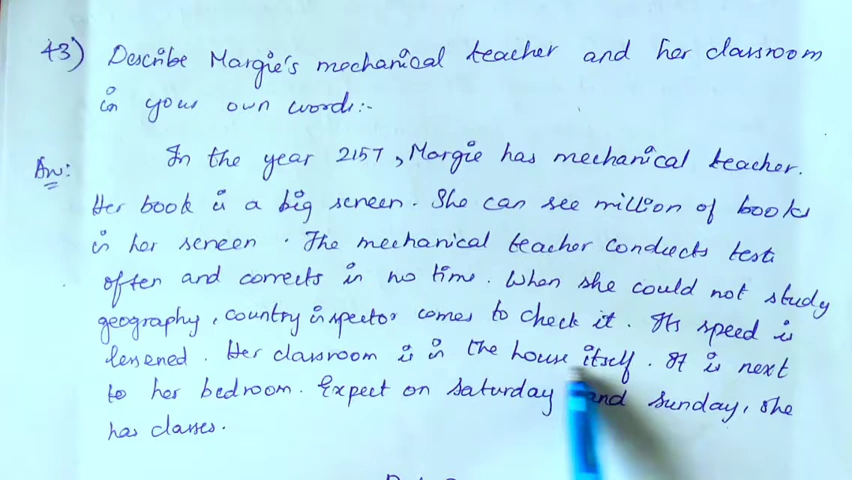 43) Describe Margie's mechanical teacher and her classroom
in your own words:-
Ans: In the year 2157, Margie has mechanical teacher.
Her book is a big screen. She can see million of books
in her screen. The mechanical teacher conducts tests
often and corrects in no time. When she could not study
geography, country inspector comes to check it. Its speed is
lessened. Her classroom is in the house itself. It is next
to her bedroom. Expect on Saturday and Sunday, she
has classes.